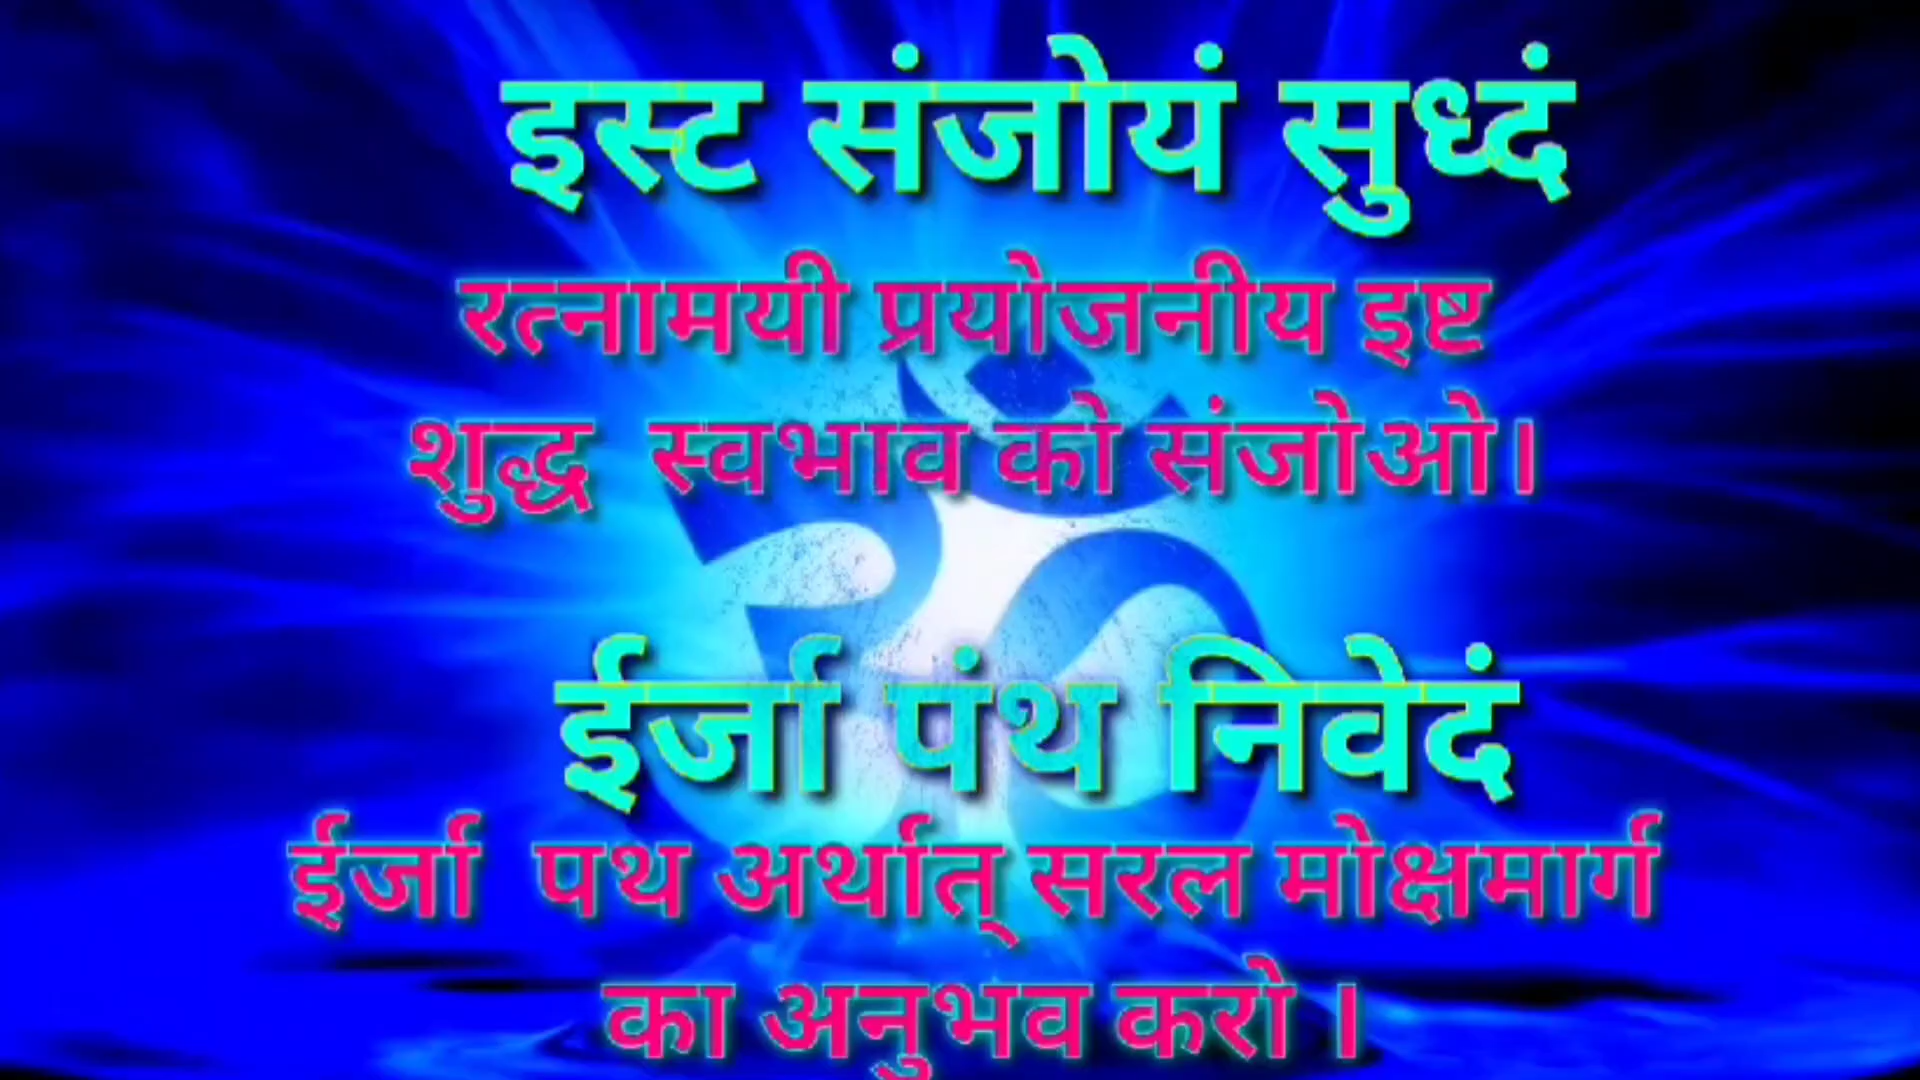 इस्ट संजोयं सुध्दं
रत्नामयी प्रयोजनीय इष्ट
शुद्ध स्वभाव को संजोओ।
ईर्जा पंथ निवेदं
ईर्जा पथ अर्थात् सरल मोक्षमार्ग
का अनुभव करो ।